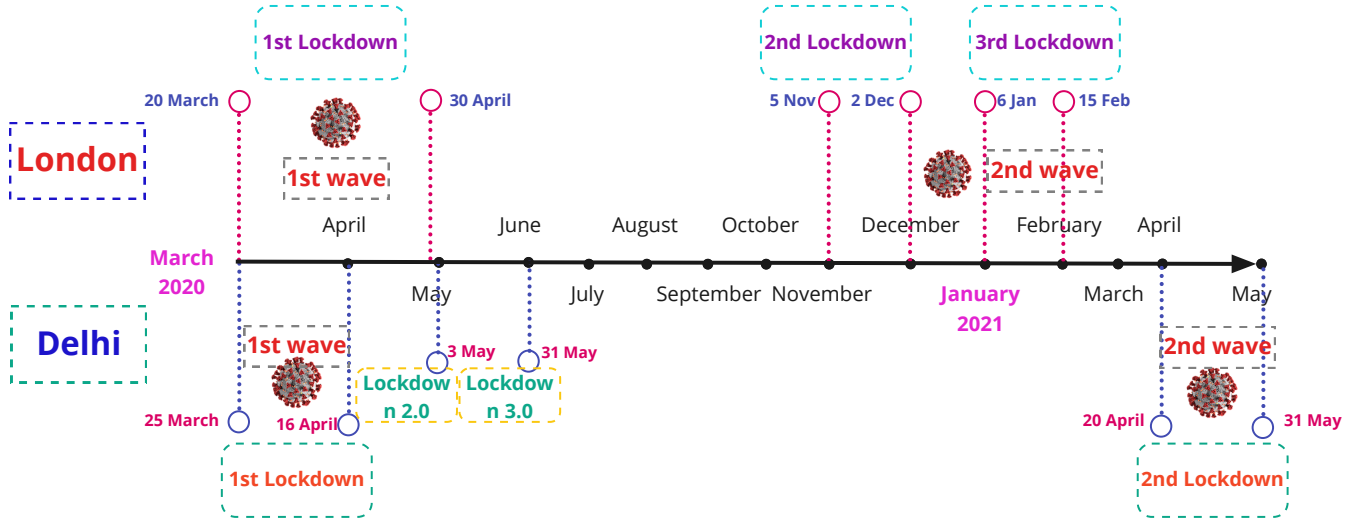 1st Lockdown
2nd Lockdown
3rd Lockdown
20 March
30 April
5 Nov
2 Dec
6 Jan
15 Feb
London
1st wave
2nd wave
April
June
August
October
December
February
April
March
2020
May
July
September
November
January
2021
March
May
Delhi
1st wave
3 May
31 May
2nd wave
Lockdow
n 2.0
Lockdow
n 3.0
25 March
16 April
20 April
31 May
1st Lockdown
2nd Lockdown